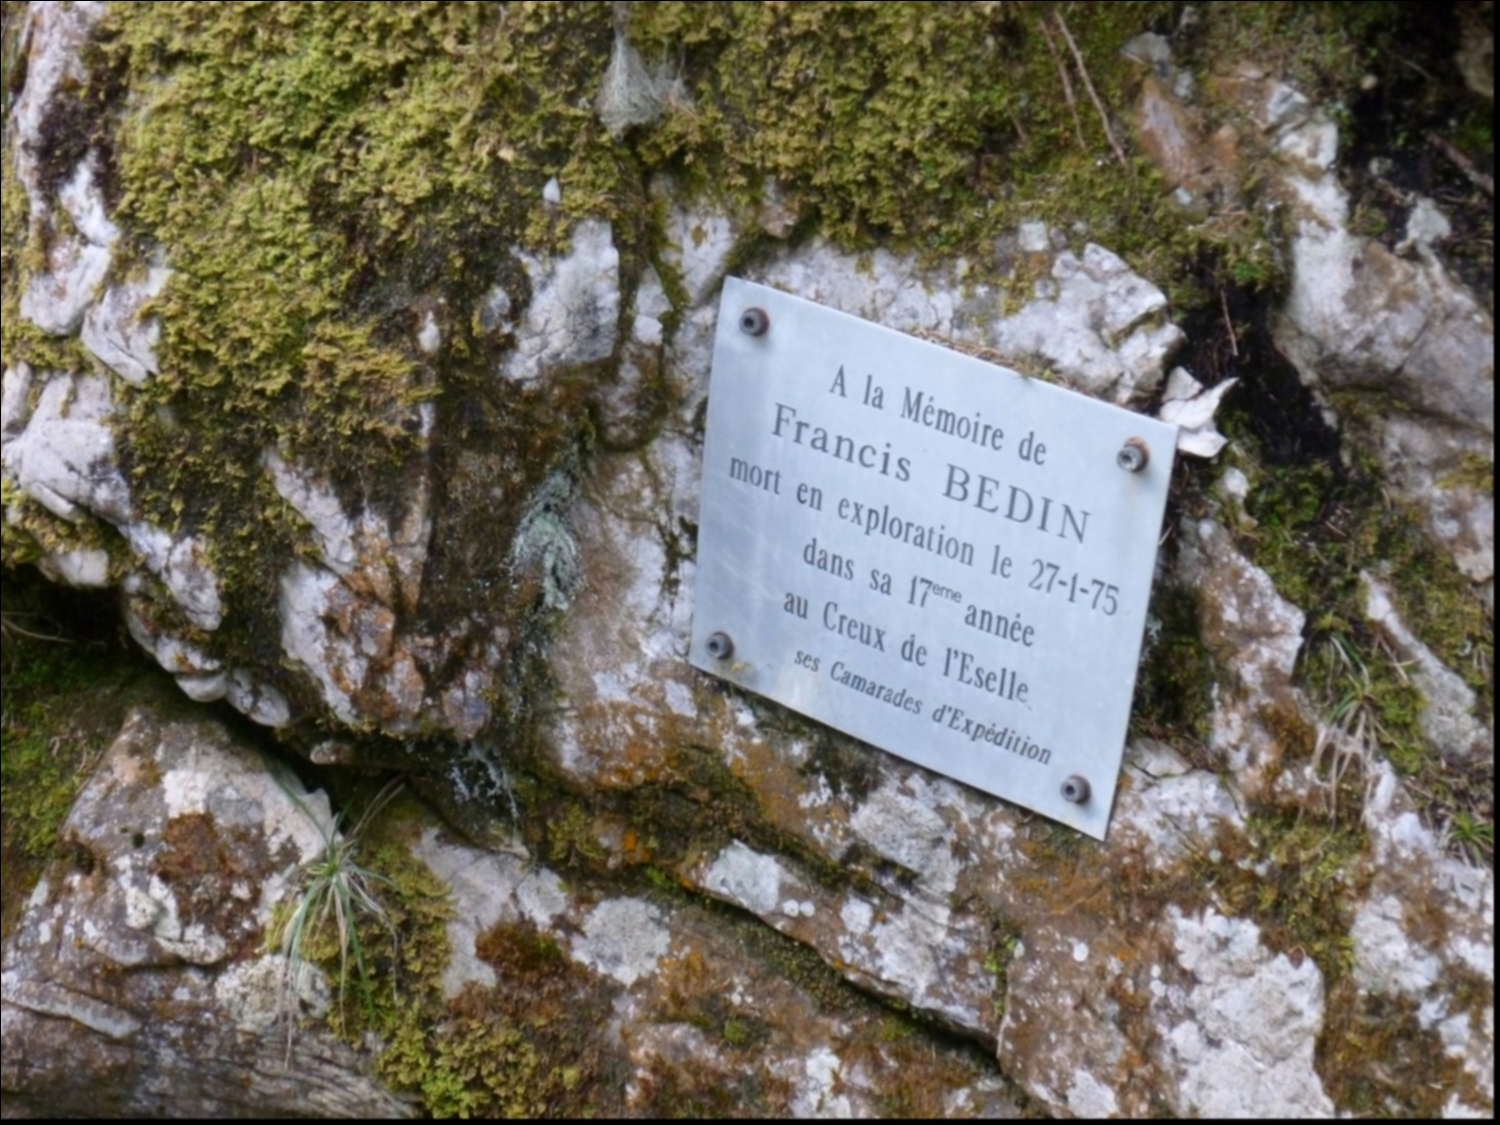 A la Mémoire de
Francis BEDIN
mort en exploration le 27-1-75
dans sa 17eme année
au Creux de l'Eselle
ses Camarades d'Expédition